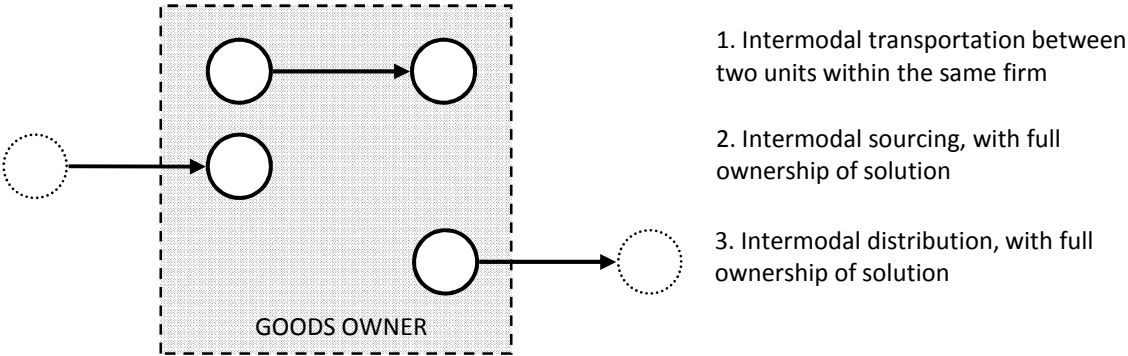 1. Intermodal transportation between
two units within the same firm
2. Intermodal sourcing, with full
ownership of solution
3. Intermodal distribution, with full
ownership of solution
GOODS OWNER